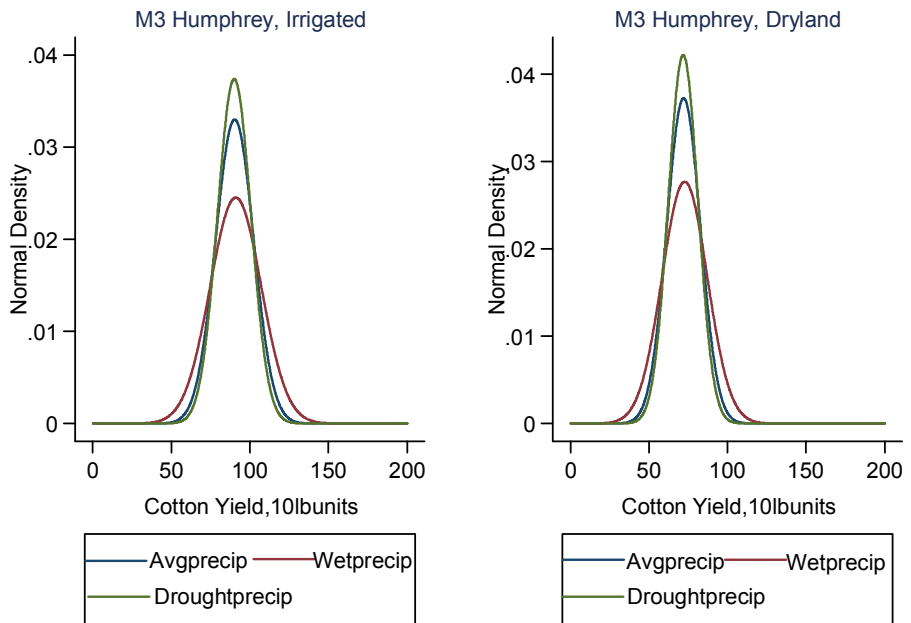 M3 Humphrey, Irrigated
.04
.03
.02
.01
0
Normal Density
0 50 100 150 200
Cotton Yield,10lbunits
Avgprecip Wetprecip
Droughtprecip
M3 Humphrey, Dryland
.04
.03
.02
.01
0
Normal Density
0 50 100 150 200
Cotton Yield,10lbunits
Avgprecip Wetprecip
Droughtprecip